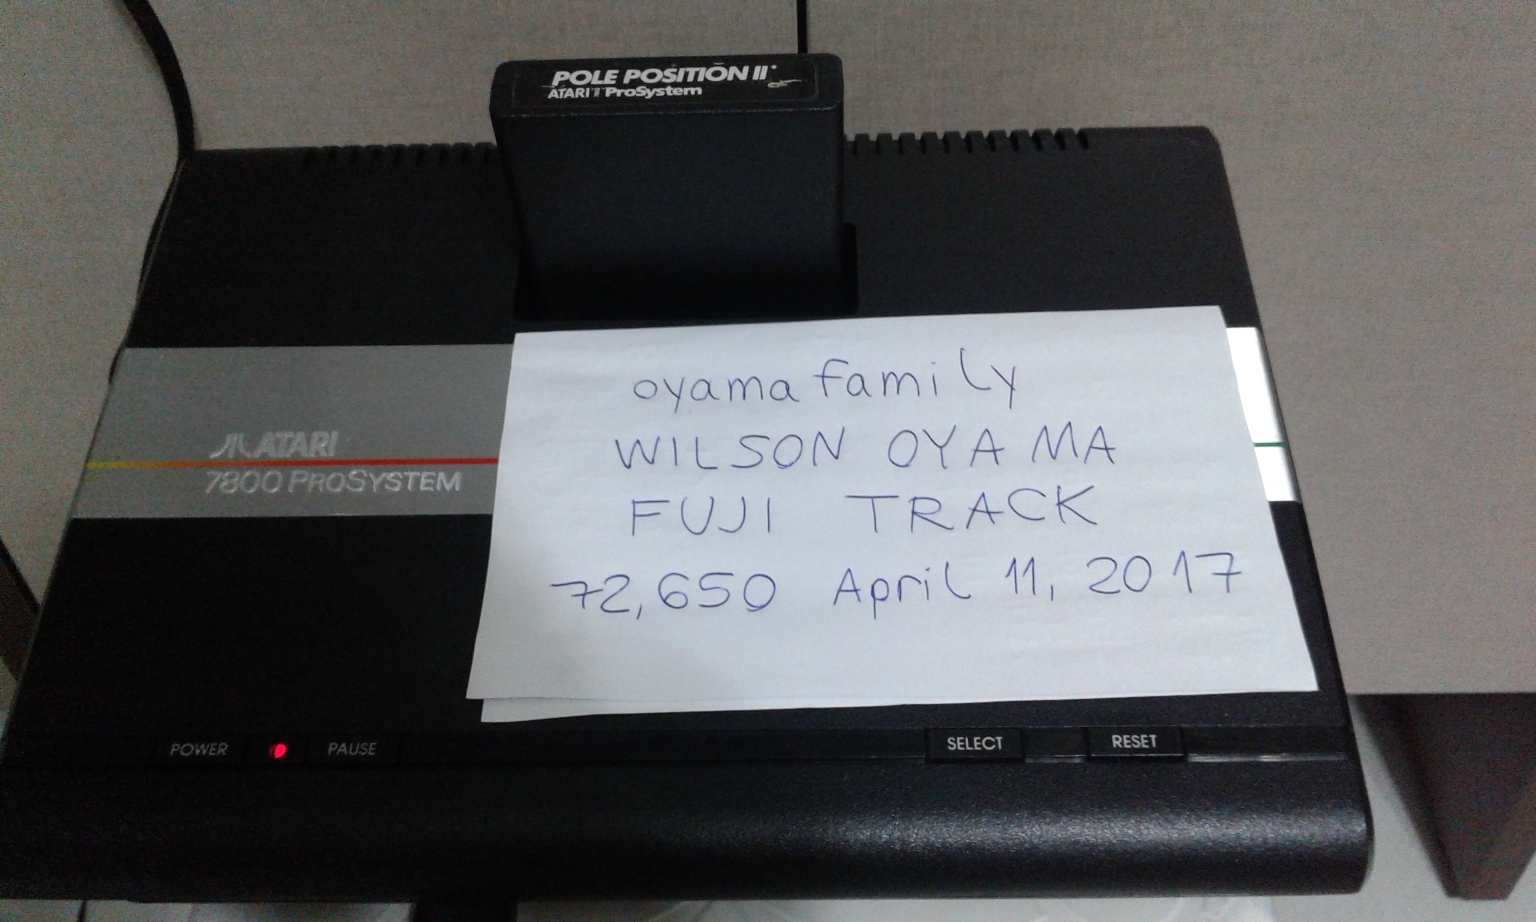 POLE POSITION II
ATARI ProSystem
oyama family
WILSON OYAMA
FUJI TRACK
72,650 April 11, 2017
ATARI
7800 PROSYSTEM
POWER
PAUSE
SELECT
RESET